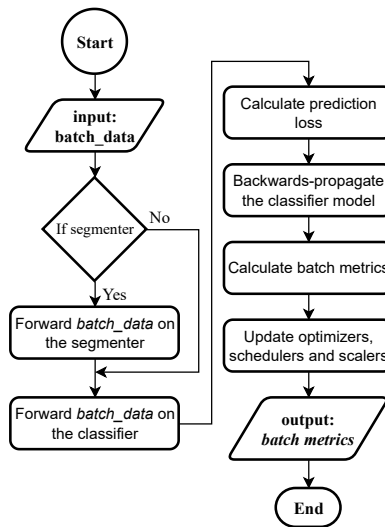 Start
input:
batch_data
If segmenter
No
Yes
Forward batch_data on
the segmenter
Forward batch_data on
the classifier
Calculate prediction
loss
Backwards-propagate
the classifier model
Calculate batch metrics
Update optimizers,
schedulers and scalers
output:
batch metrics
End